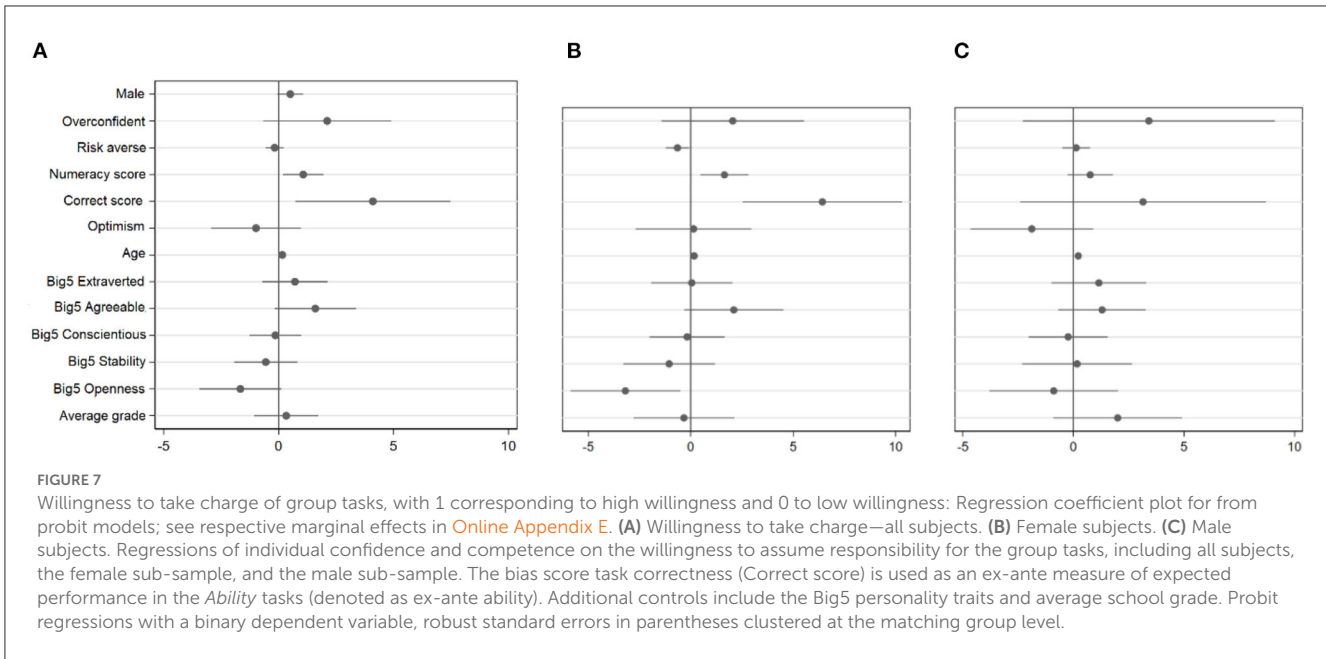 A
B
C
Male
Overconfident
Risk averse
Numeracy score
Correct score
Optimism
Age
Big5 Extraverted
Big5 Agreeable
Big5 Conscientious
Big5 Stability
Big5 Openness
Average grade
-5 0 5 10
-5 0 5 10
-5 0 5 10
FIGURE 7
Willingness to take charge of group tasks, with 1 corresponding to high willingness and 0 to low willingness: Regression coefficient plot for from
probit models; see respective marginal effects in Online Appendix E. (A) Willingness to take charge—all subjects. (B) Female subjects. (C) Male
subjects. Regressions of individual confidence and competence on the willingness to assume responsibility for the group tasks, including all subjects,
the female sub-sample, and the male sub-sample. The bias score task correctness (Correct score) is used as an ex-ante measure of expected
performance in the Ability tasks (denoted as ex-ante ability). Additional controls include the Big5 personality traits and average school grade. Probit
regressions with a binary dependent variable, robust standard errors in parentheses clustered at the matching group level.